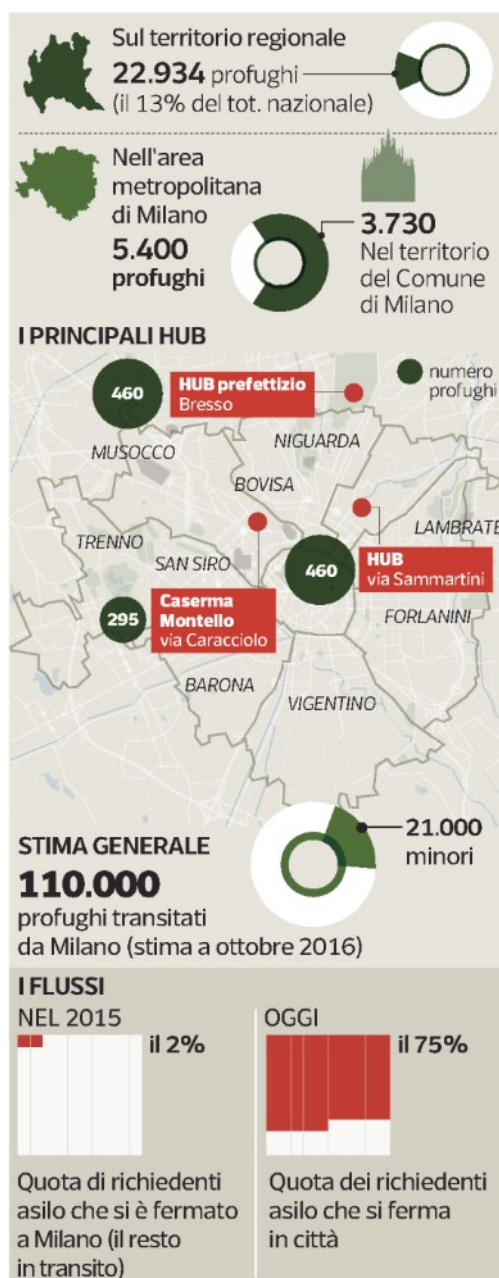 Sul territorio regionale
22.934 profughi
(il 13% del tot. nazionale)
Nell'area
metropolitana
di Milano
5.400
profughi
3.730
Nel territorio
del Comune
di Milano
I PRINCIPALI HUB
460
HUB prefettizio
Bresso
numero
profughi
MUSOCCO
NIGUARDA
BOVISA
LAMBRATE
TRENNO
SAN SIRO
460
HUB
via Sammartini
295
Caserma
Montello
via Caracciolo
FORLANINI
BARONA
VIGENTINO
STIMA GENERALE
110.000
profughi transitati
da Milano (stima a ottobre 2016)
21.000
minori
I FLUSSI
NEL 2015
il 2%
Quota di richiedenti
asilo che si è fermato
a Milano (il resto
in transito)
OGGI
il 75%
Quota dei richiedenti
asilo che si ferma
in città